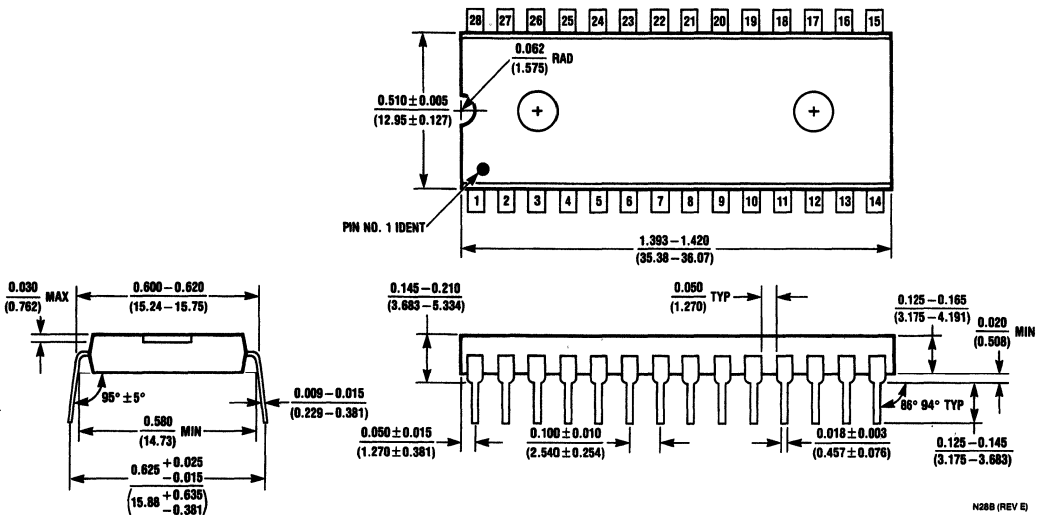 28 27 26 25 24 23 22 21 20 19 18 17 16 15
0.062
(1.575)
RAD
0.510 ± 0.005
(12.95 ± 0.127)
PIN NO. 1 IDENT
1 2 3 4 5 6 7 8 9 10 11 12 13 14
1.393 – 1.420
(35.38 – 36.07)
0.030
(0.762)
MAX
0.600 – 0.620
(15.24 – 15.75)
95° ± 5°
0.580
(14.73)
MIN
0.009 – 0.015
(0.229 – 0.381)
0.625 +0.025
−0.015
(15.88 +0.635
−0.381)
0.145 – 0.210
(3.683 – 5.334)
0.050
(1.270)
TYP
0.125 – 0.165
(3.175 – 4.191)
0.020
(0.508)
MIN
0.050 ± 0.015
(1.270 ± 0.381)
0.100 ± 0.010
(2.540 ± 0.254)
0.018 ± 0.003
(0.457 ± 0.076)
86° 94° TYP
0.125 – 0.145
(3.175 – 3.683)
N28B (REV E)